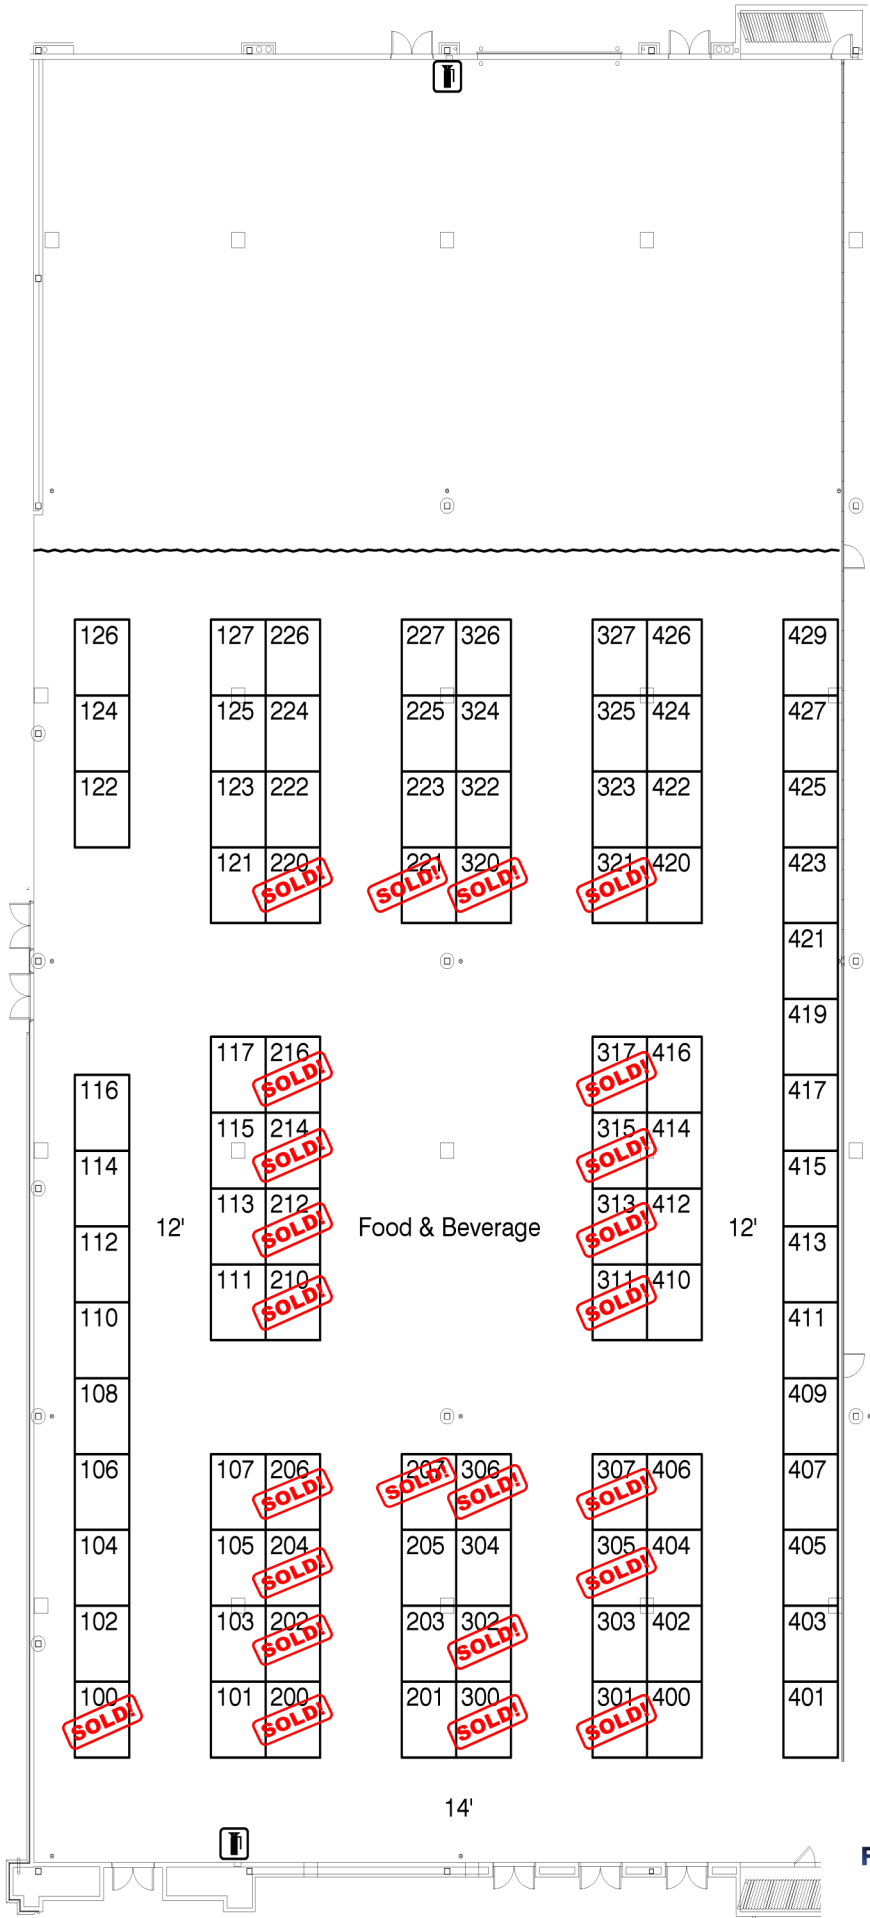 126 127 226 227 326 327 426 429
124 125 224 225 324 325 424 427
122 123 222 223 322 323 422 425
121 220 221 320 321 420 423
SOLD! SOLD! SOLD! SOLD!
421
419
117 216 317 416
SOLD! SOLD!
116 417
115 214 315 414
SOLD! SOLD!
114 415
113 212 313 412
12' SOLD! Food & Beverage SOLD! 12'
112 413
111 210 311 410
SOLD! SOLD!
110 411
108 409
106 107 206 207 306 307 406 407
SOLD! SOLD! SOLD! SOLD!
104 105 204 205 304 305 404 405
SOLD! SOLD!
102 103 202 203 302 303 402 403
SOLD! SOLD!
100 101 200 201 300 301 400 401
SOLD! SOLD! SOLD! SOLD!
14'
F